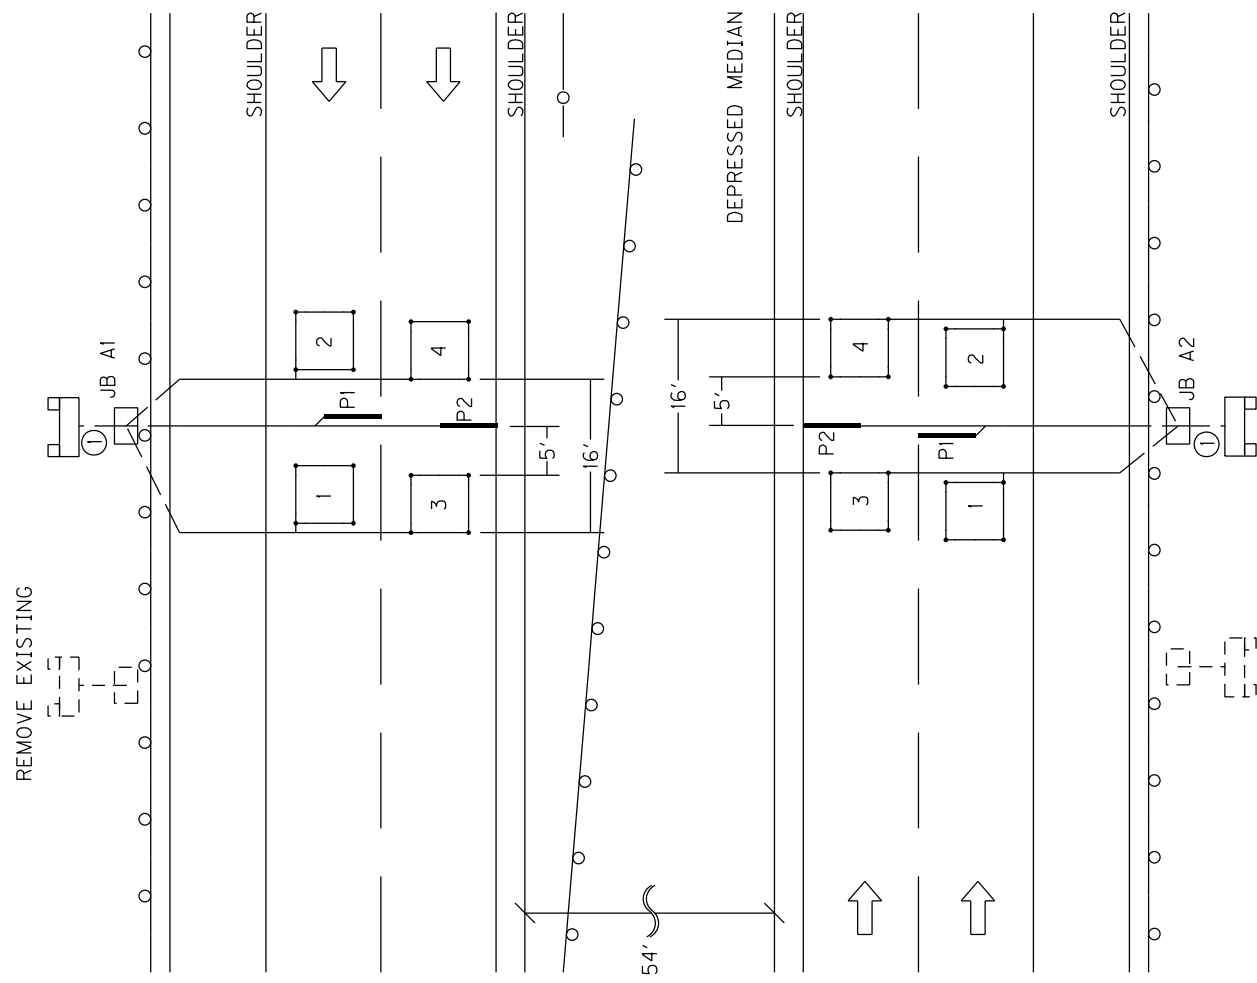 SHOULDER
SHOULDER
DEPRESSED MEDIAN
SHOULDER
SHOULDER
JB A1
1
2
4
P1
P2
1
3
5'
16'
16'
5'
4
2
P2
P1
3
1
JB A2
1
REMOVE EXISTING
54'